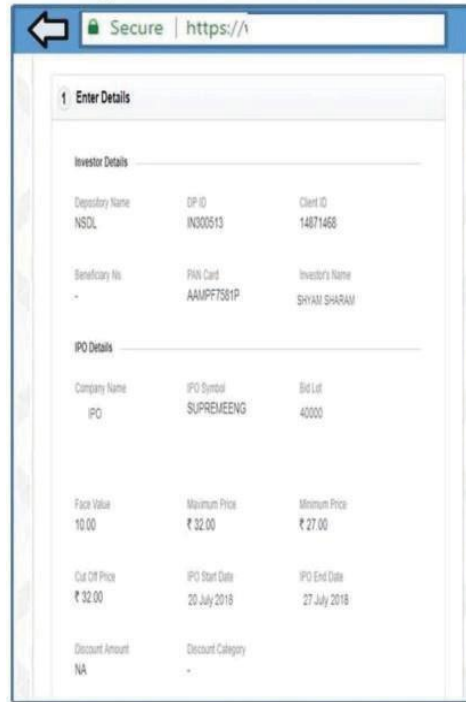 Secure | https://
1 Enter Details
Investor Details
Depository Name DP ID Client ID
NSDL IN300513 14871468
Beneficiary No. PAN Card Investor's Name
- AAMPF7581P SHYAM SHARAM
IPO Details
Company Name IPO Symbol Bid Lot
IPO SUPREMEENG 40000
Face Value Maximum Price Minimum Price
10.00 ₹ 32.00 ₹ 27.00
Cut Off Price IPO Start Date IPO End Date
₹ 32.00 20 July 2018 27 July 2018
Discount Amount Discount Category
NA -